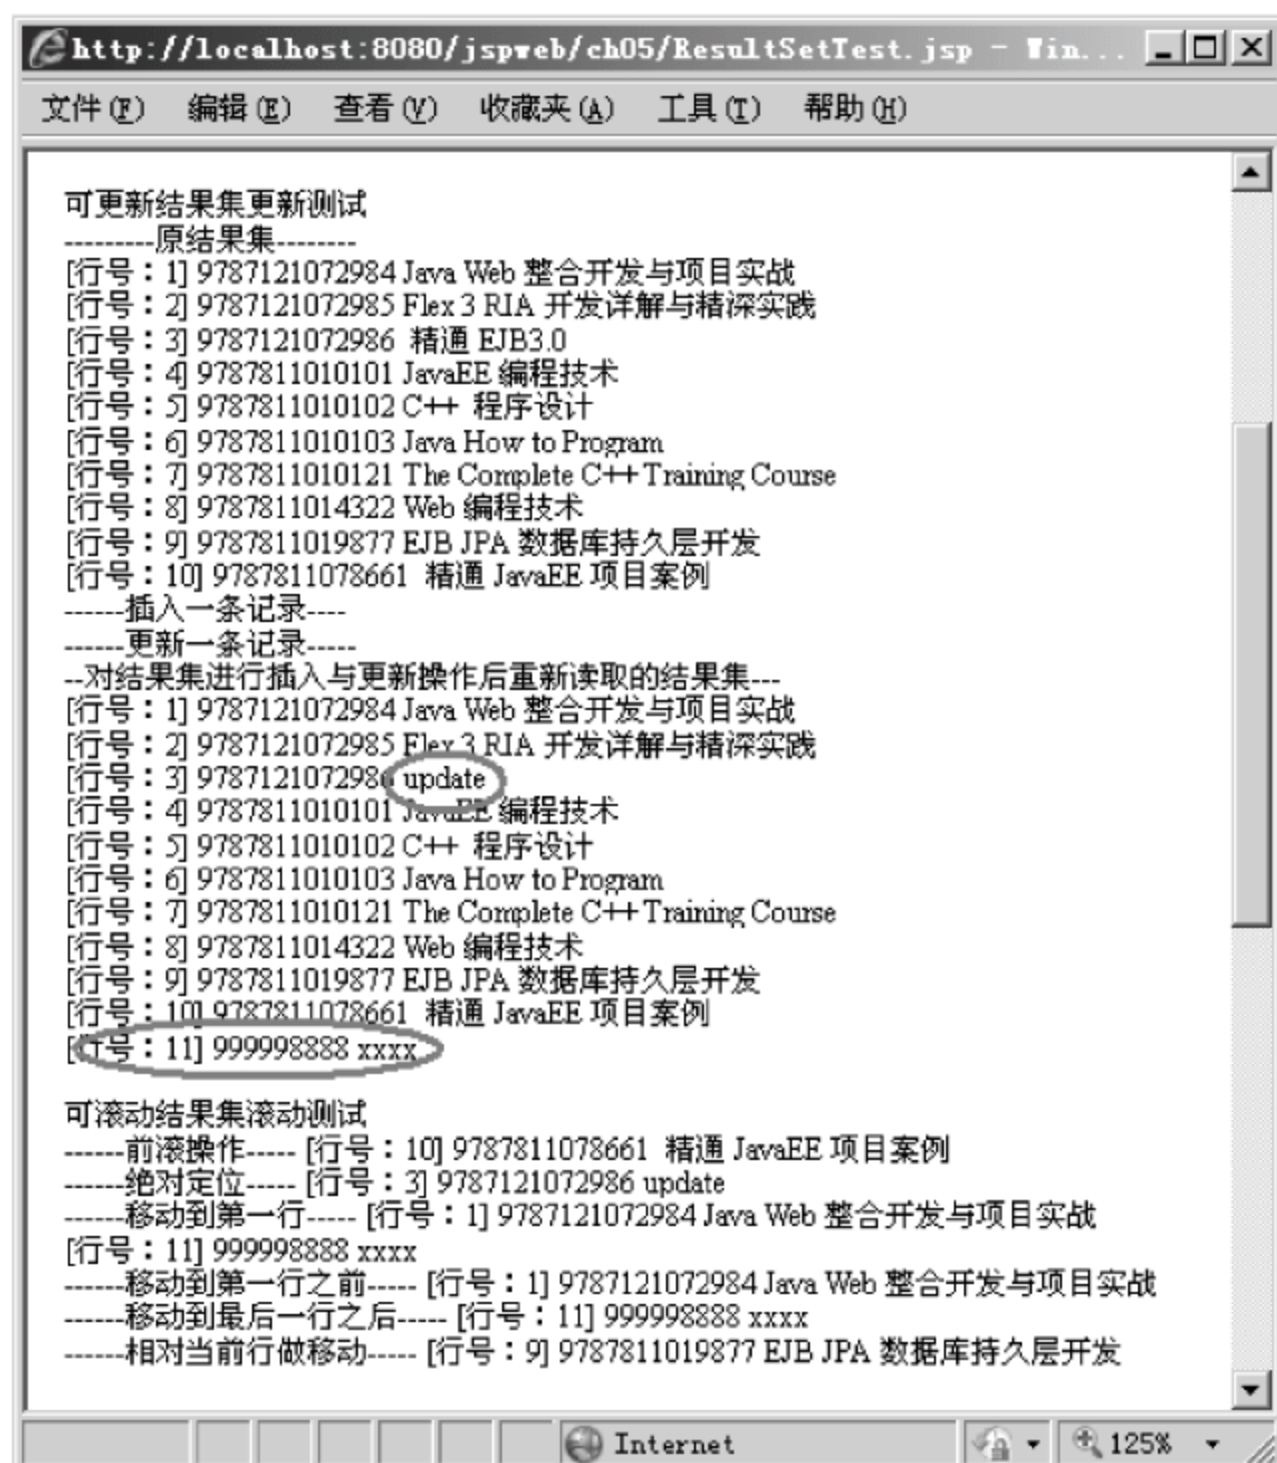 http://localhost:8080/jspweb/ch05/ResultSetTest.jsp - Win...
文件(F) 编辑(E) 查看(V) 收藏夹(A) 工具(T) 帮助(H)
可更新结果集更新测试
---------原结果集--------
[行号：1] 9787121072984 Java Web 整合开发与项目实战
[行号：2] 9787121072985 Flex 3 RIA 开发详解与精深实践
[行号：3] 9787121072986 精通 EJB3.0
[行号：4] 9787811010101 JavaEE 编程技术
[行号：5] 9787811010102 C++ 程序设计
[行号：6] 9787811010103 Java How to Program
[行号：7] 9787811010121 The Complete C++ Training Course
[行号：8] 9787811014322 Web 编程技术
[行号：9] 9787811019877 EJB JPA 数据库持久层开发
[行号：10] 9787811078661 精通 JavaEE 项目案例
------插入一条记录----
------更新一条记录-----
--对结果集进行插入与更新操作后重新读取的结果集---
[行号：1] 9787121072984 Java Web 整合开发与项目实战
[行号：2] 9787121072985 Flex 3 RIA 开发详解与精深实践
[行号：3] 9787121072986 update
[行号：4] 9787811010101 JavaEE 编程技术
[行号：5] 9787811010102 C++ 程序设计
[行号：6] 9787811010103 Java How to Program
[行号：7] 9787811010121 The Complete C++ Training Course
[行号：8] 9787811014322 Web 编程技术
[行号：9] 9787811019877 EJB JPA 数据库持久层开发
[行号：10] 9787811078661 精通 JavaEE 项目案例
[行号：11] 999998888 xxxx
可滚动结果集滚动测试
------前滚操作----- [行号：10] 9787811078661 精通 JavaEE 项目案例
------绝对定位----- [行号：3] 9787121072986 update
------移动到第一行----- [行号：1] 9787121072984 Java Web 整合开发与项目实战
[行号：11] 999998888 xxxx
------移动到第一行之前----- [行号：1] 9787121072984 Java Web 整合开发与项目实战
------移动到最后一行之后----- [行号：11] 999998888 xxxx
------相对当前行做移动----- [行号：9] 9787811019877 EJB JPA 数据库持久层开发
Internet 125%